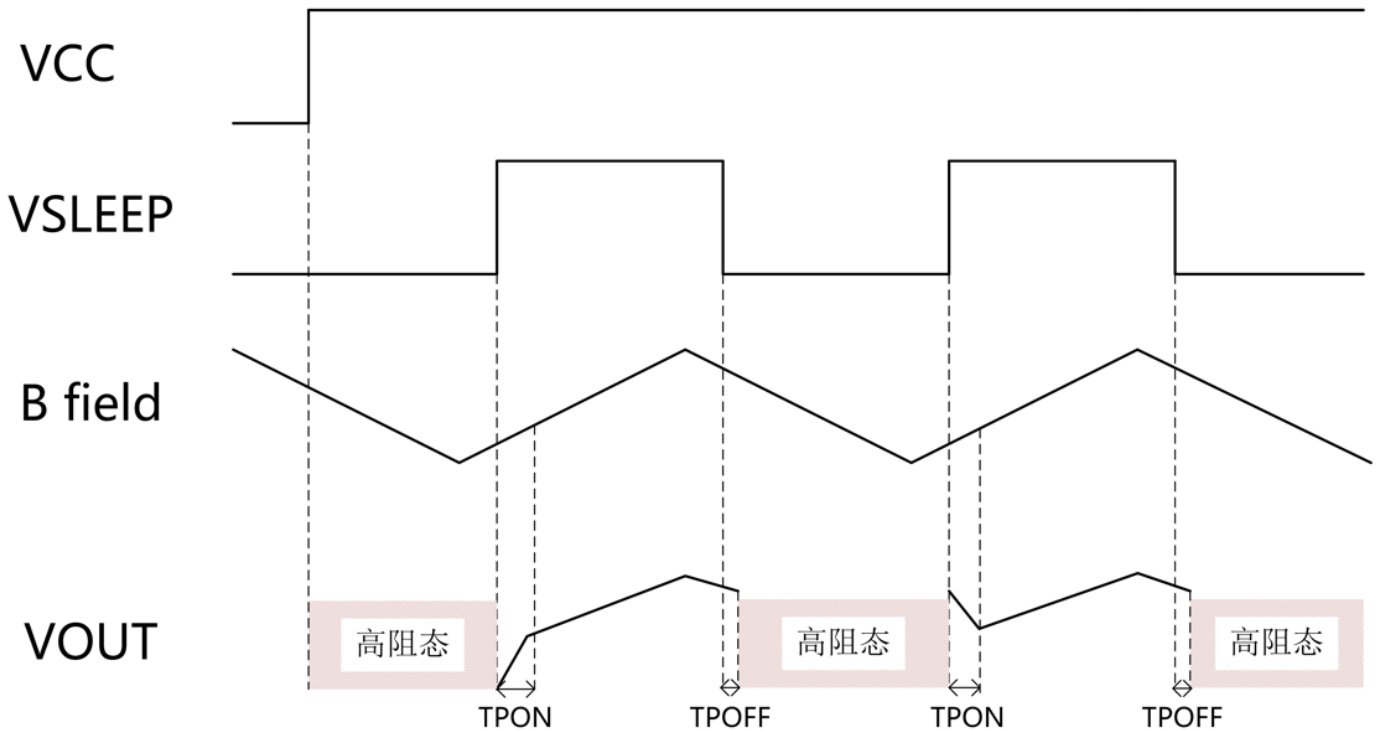 VCC
VSLEEP
B field
VOUT
高阻态
高阻态
高阻态
TPON
TPOFF
TPON
TPOFF